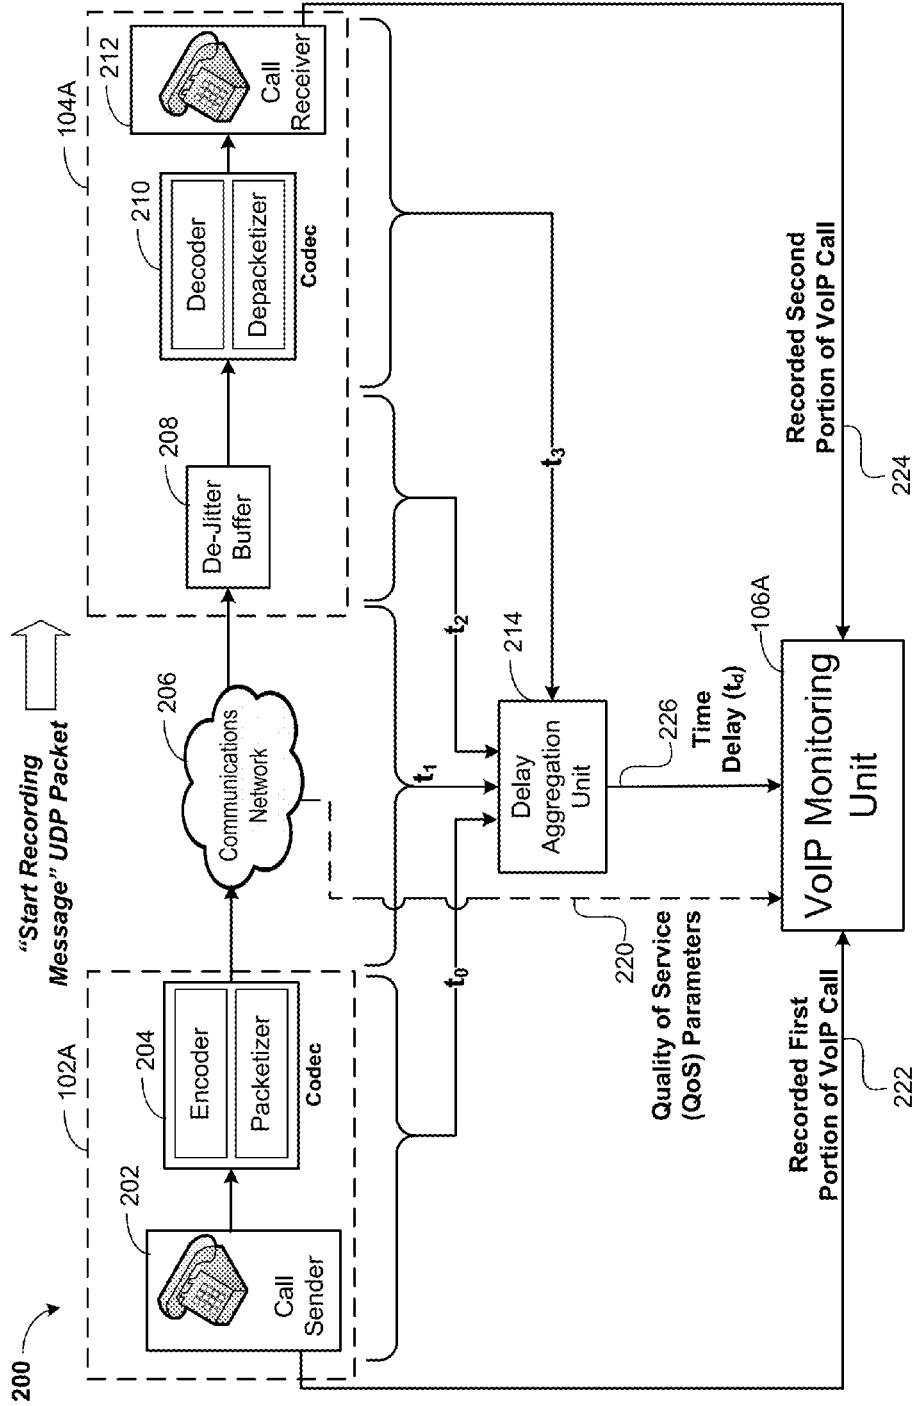 200
"Start Recording
Message" UDP Packet
102A
202
Call
Sender
204
Encoder
Packetizer
Codec
206
Communications
Network
104A
208
De-Jitter
Buffer
210
Decoder
Depacketizer
Codec
212
Call
Receiver
t0
t1
t2
t3
214
Delay
Aggregation
Unit
220
Quality of Service
(QoS) Parameters
226
Time
Delay (td)
Recorded First
Portion of VoIP Call
222
106A
VoIP Monitoring
Unit
Recorded Second
Portion of VoIP Call
224